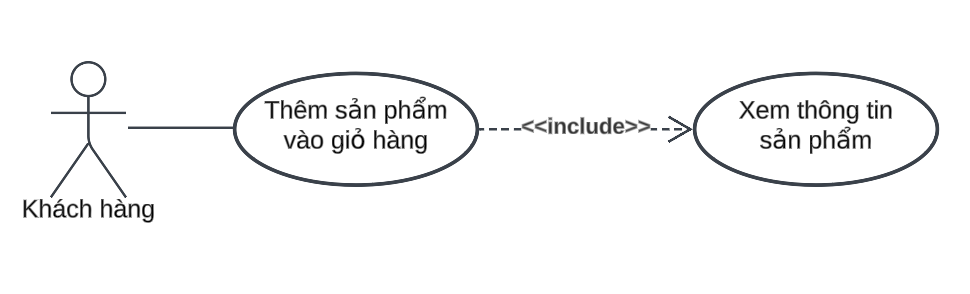 Thêm sản phẩm
vào giỏ hàng
<<include>>
Xem thông tin
sản phẩm
Khách hàng